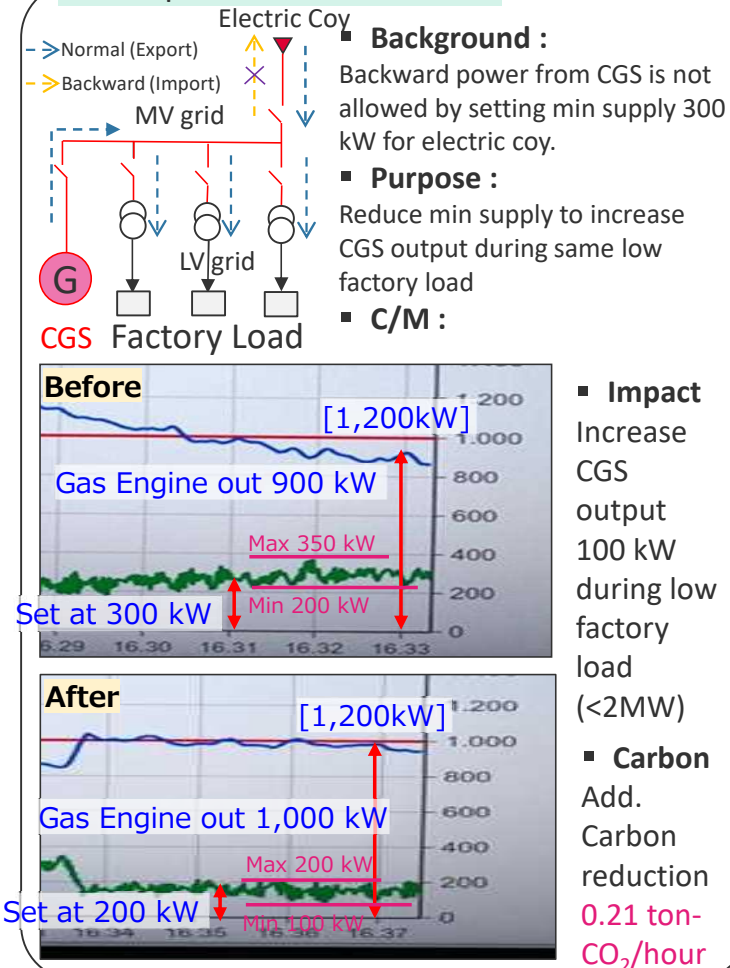 Electric Coy
Normal (Export)
Backward (Import)
MV grid
LV grid
G
CGS
Factory Load
▪ Background :
Backward power from CGS is not
allowed by setting min supply 300
kW for electric coy.
▪ Purpose :
Reduce min supply to increase
CGS output during same low
factory load
▪ C/M :
Before
[1,200kW]
Gas Engine out 900 kW
Max 350 kW
Set at 300 kW
Min 200 kW
1.200
1.000
800
600
400
200
0
6.29 16.30 16.31 16.32 16.33
After
[1,200kW]
Gas Engine out 1,000 kW
Max 200 kW
Set at 200 kW
Min 100 kW
1.200
1.000
800
600
400
200
0
16.34 16.35 16.36 16.37
▪ Impact
Increase
CGS
output
100 kW
during low
factory
load
(<2MW)
▪ Carbon
Add.
Carbon
reduction
0.21 ton-
CO₂/hour